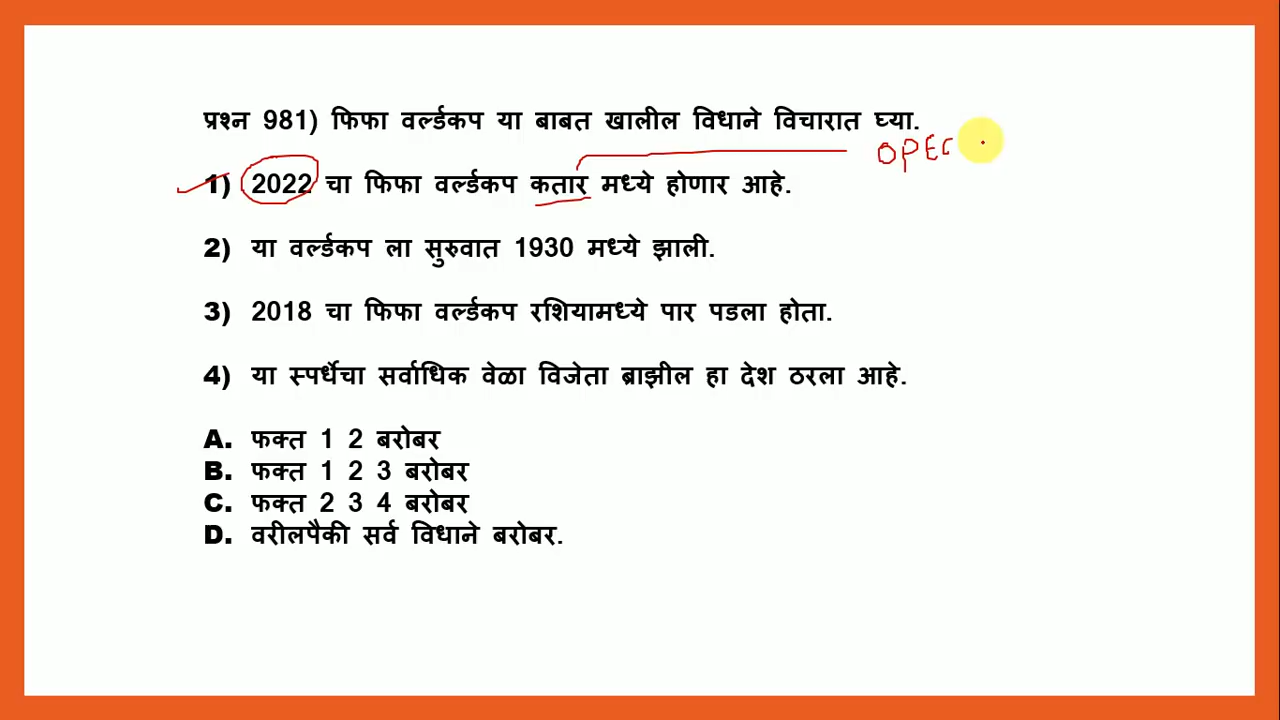 प्रश्न 981) फिफा वर्ल्डकप या बाबत खालील विधाने विचारात घ्या.
OPEC
1) 2022 चा फिफा वर्ल्डकप कतार मध्ये होणार आहे.
2) या वर्ल्डकप ला सुरुवात 1930 मध्ये झाली.
3) 2018 चा फिफा वर्ल्डकप रशियामध्ये पार पडला होता.
4) या स्पर्धेचा सर्वाधिक वेळा विजेता ब्राझील हा देश ठरला आहे.
A. फक्त 1 2 बरोबर
B. फक्त 1 2 3 बरोबर
C. फक्त 2 3 4 बरोबर
D. वरीलपैकी सर्व विधाने बरोबर.